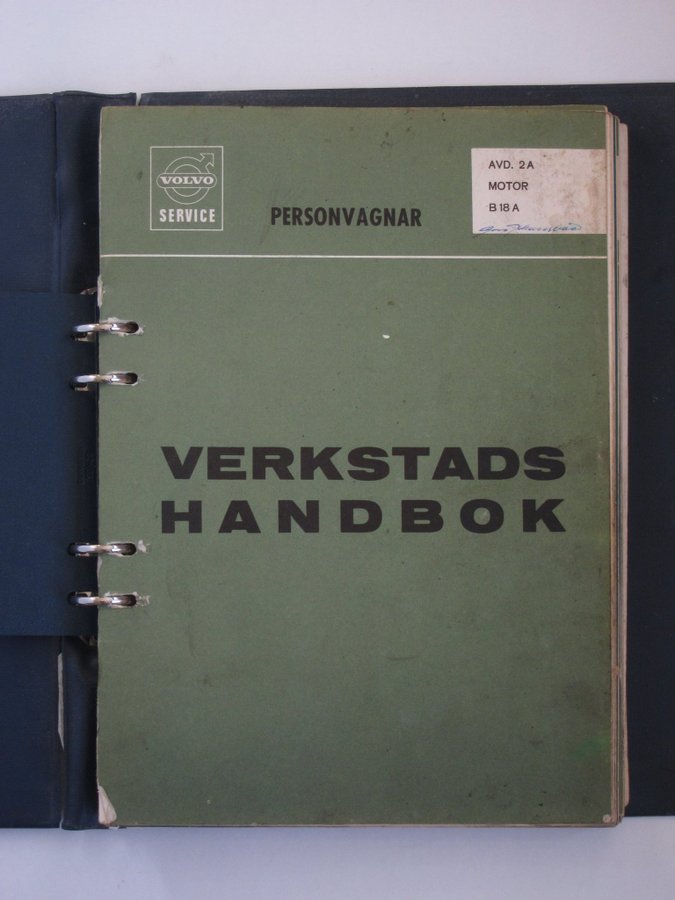 VOLVO
SERVICE
PERSONVAGNAR
AVD. 2A
MOTOR
B 18 A
VERKSTADS
HANDBOK